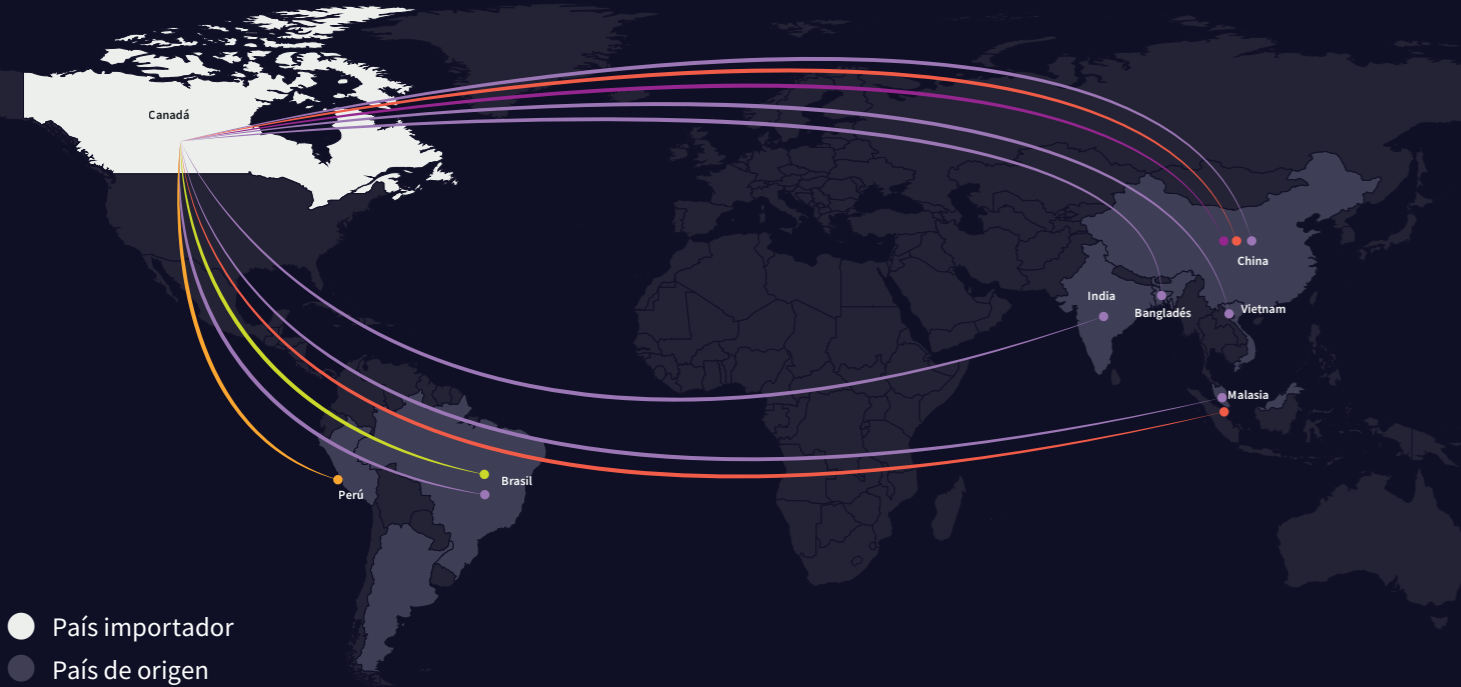 Canadá
China
India
Bangladés
Vietnam
Malasia
Brasil
Perú
País importador
País de origen